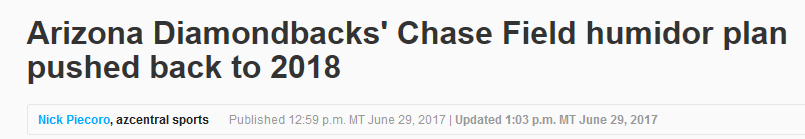 Arizona Diamondbacks' Chase Field humidor plan
pushed back to 2018
Nick Piecoro, azcentral sports Published 12:59 p.m. MT June 29, 2017 | Updated 1:03 p.m. MT June 29, 2017